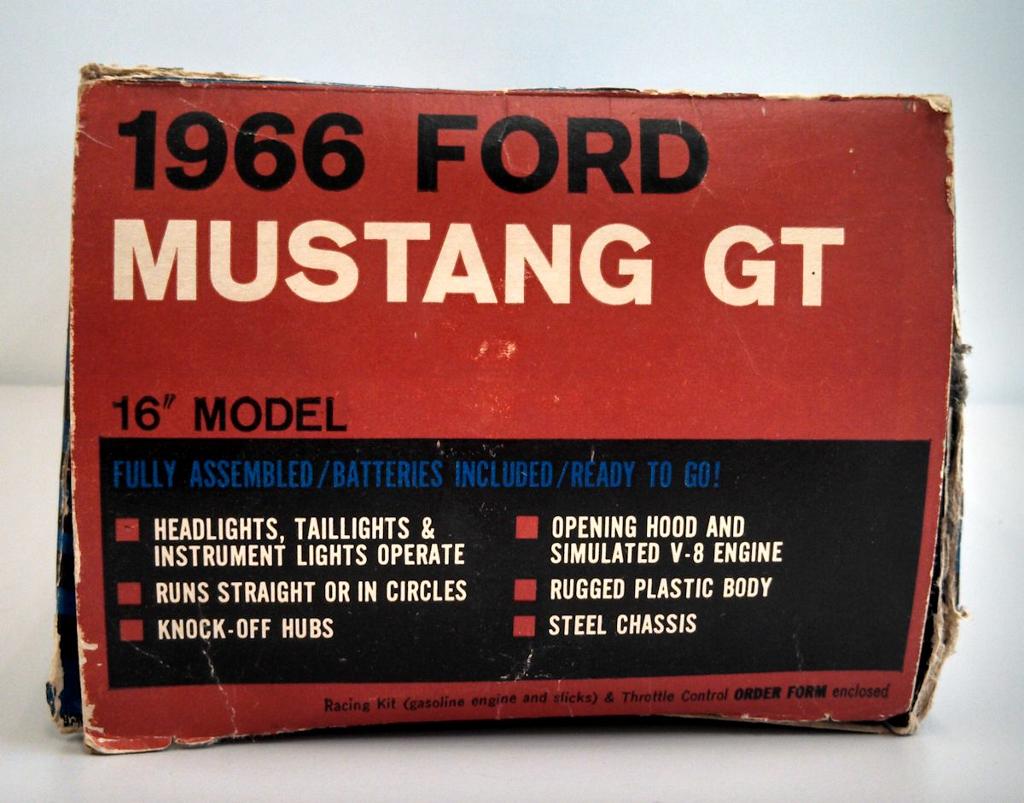 1966 FORD
MUSTANG GT
16" MODEL
FULLY ASSEMBLED/BATTERIES INCLUDED/READY TO GO!
HEADLIGHTS, TAILLIGHTS &
INSTRUMENT LIGHTS OPERATE
RUNS STRAIGHT OR IN CIRCLES
KNOCK-OFF HUBS
OPENING HOOD AND
SIMULATED V-8 ENGINE
RUGGED PLASTIC BODY
STEEL CHASSIS
Racing Kit (gasoline engine and slicks) & Throttle Control ORDER FORM enclosed